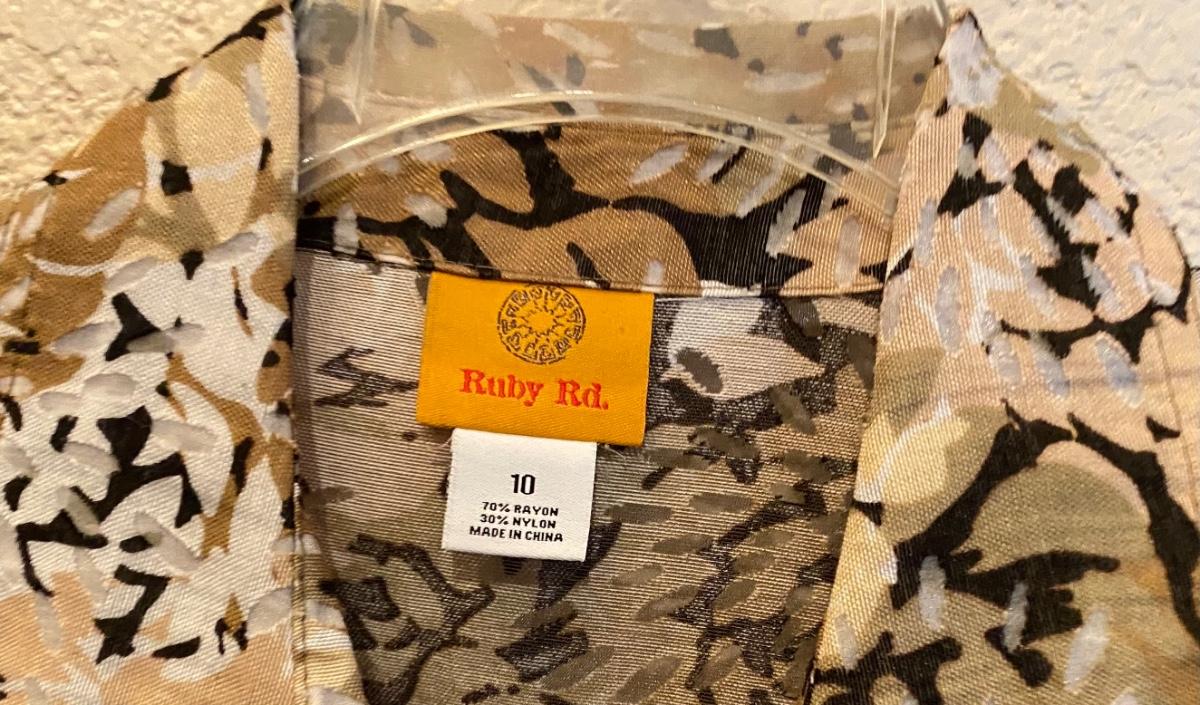 Ruby Rd.
10
70% RAYON
30% NYLON
MADE IN CHINA